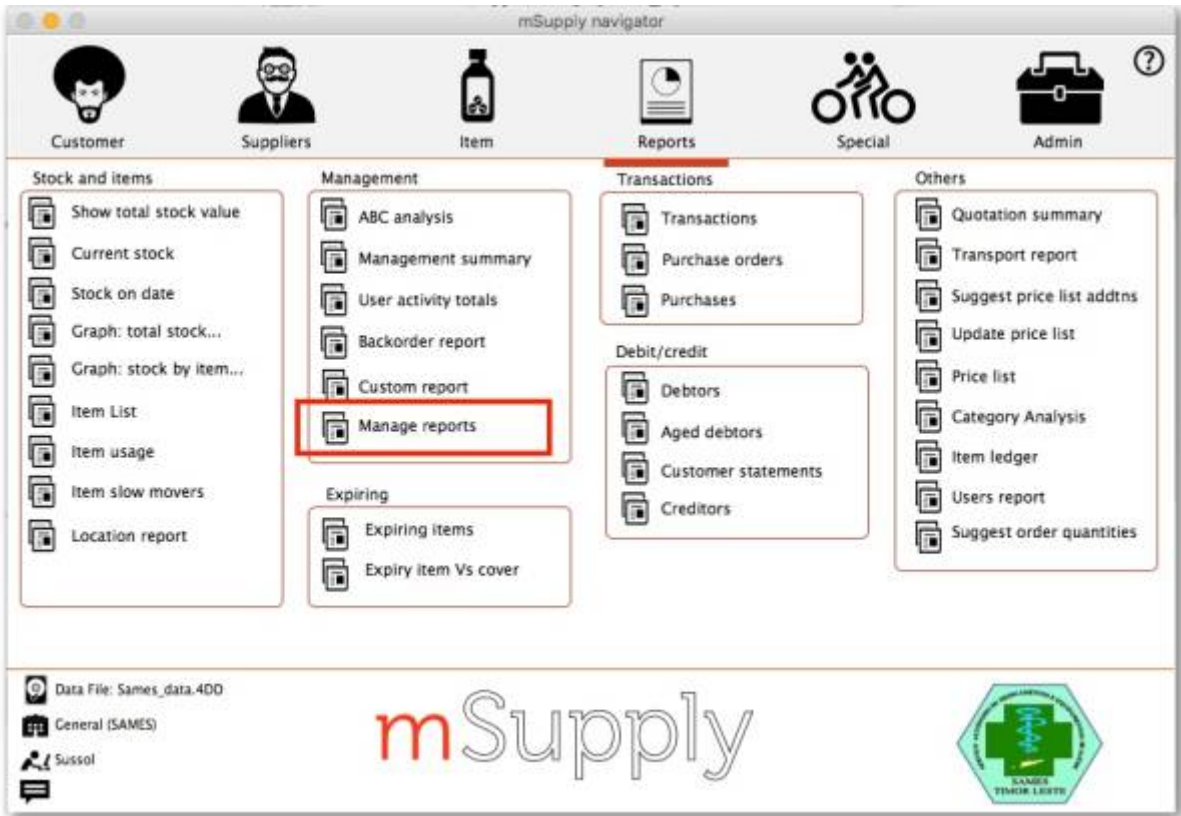 mSupply navigator
Customer
Suppliers
Item
Reports
Special
Admin
?
Stock and items
Show total stock value
Current stock
Stock on date
Graph: total stock...
Graph: stock by item...
Item List
Item usage
Item slow movers
Location report
Management
ABC analysis
Management summary
User activity totals
Backorder report
Custom report
Manage reports
Expiring
Expiring items
Expiry item Vs cover
Transactions
Transactions
Purchase orders
Purchases
Debit/credit
Debtors
Aged debtors
Customer statements
Creditors
Others
Quotation summary
Transport report
Suggest price list addtns
Update price list
Price list
Category Analysis
Item ledger
Users report
Suggest order quantities
Data File: Sames_data.4DD
General (SAMES)
Sussol
mSupply
SAMES
TIMOR LESTE